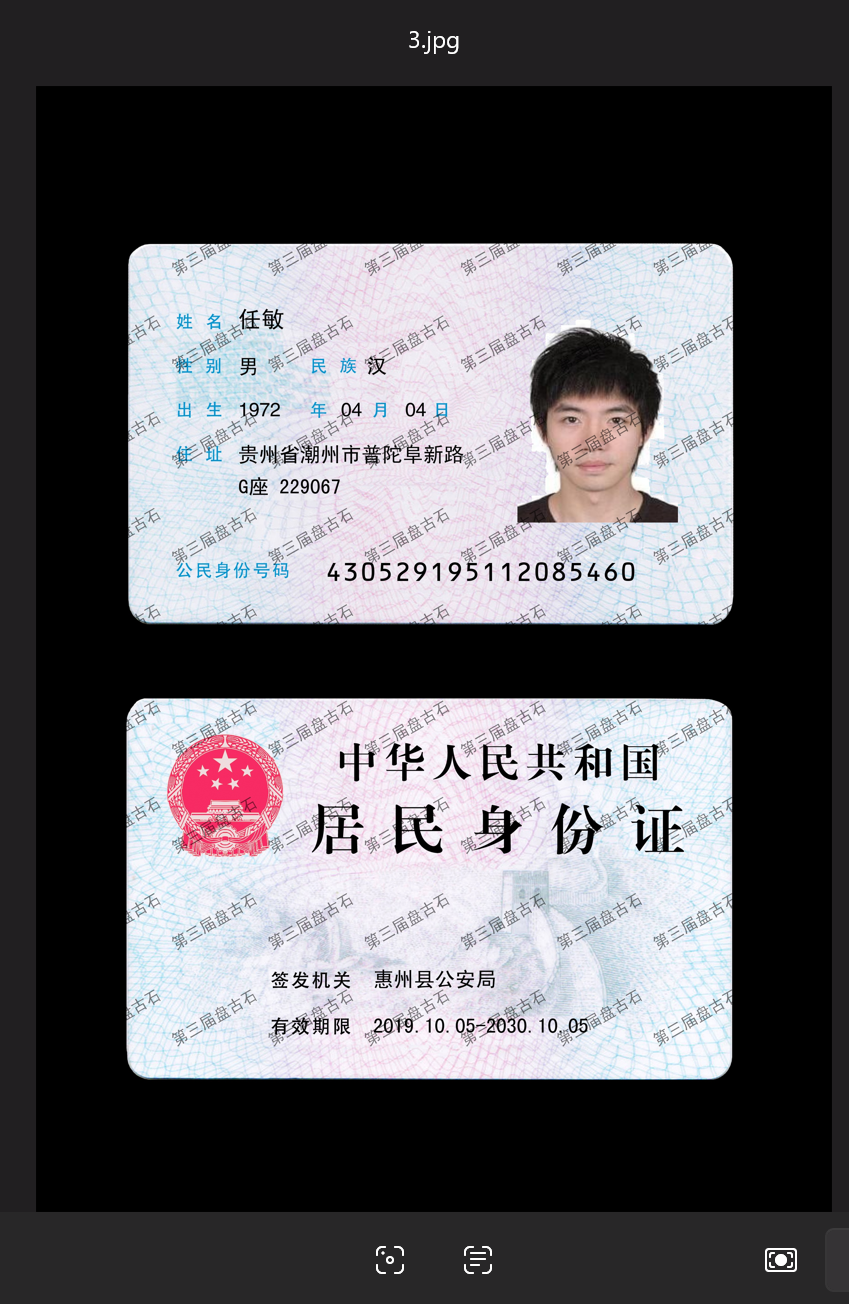 3.jpg
姓名 任敏
性别 男 民族 汉
出生 1972 年 04 月 04 日
住址 贵州省潮州市普陀阜新路
G座 229067
公民身份号码 430529195112085460
中华人民共和国
居民身份证
签发机关 惠州县公安局
有效期限 2019.10.05-2030.10.05
第三届盘古石